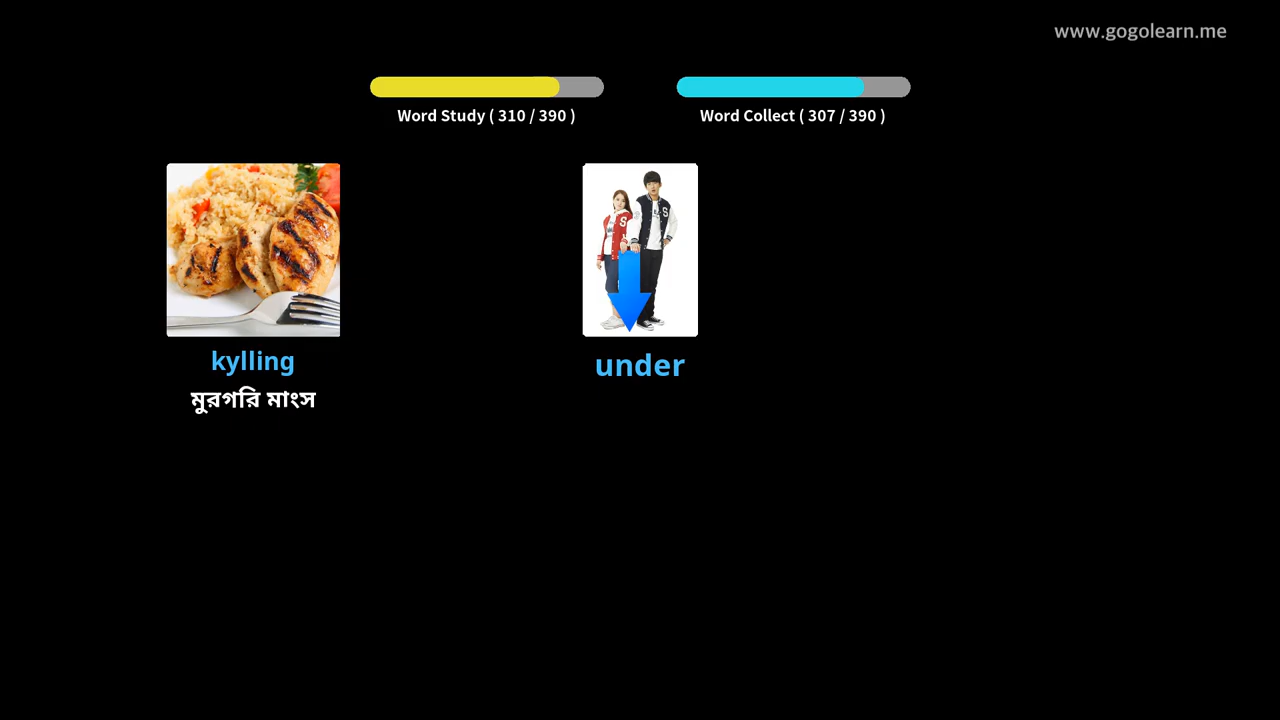 www.gogolearn.me
Word Study ( 310 / 390 )
Word Collect ( 307 / 390 )
kylling
under
মুরগরি মাংস